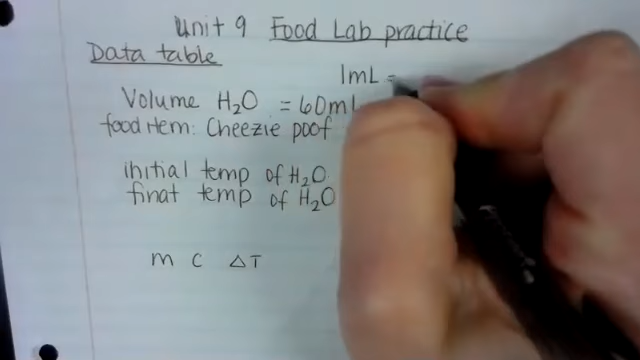 Unit 9 Food Lab practice
Data table
1mL =
Volume H₂O = 60ml
food Hem: Cheezie poof
initial temp of H₂O
final temp of H₂O
m c ΔT